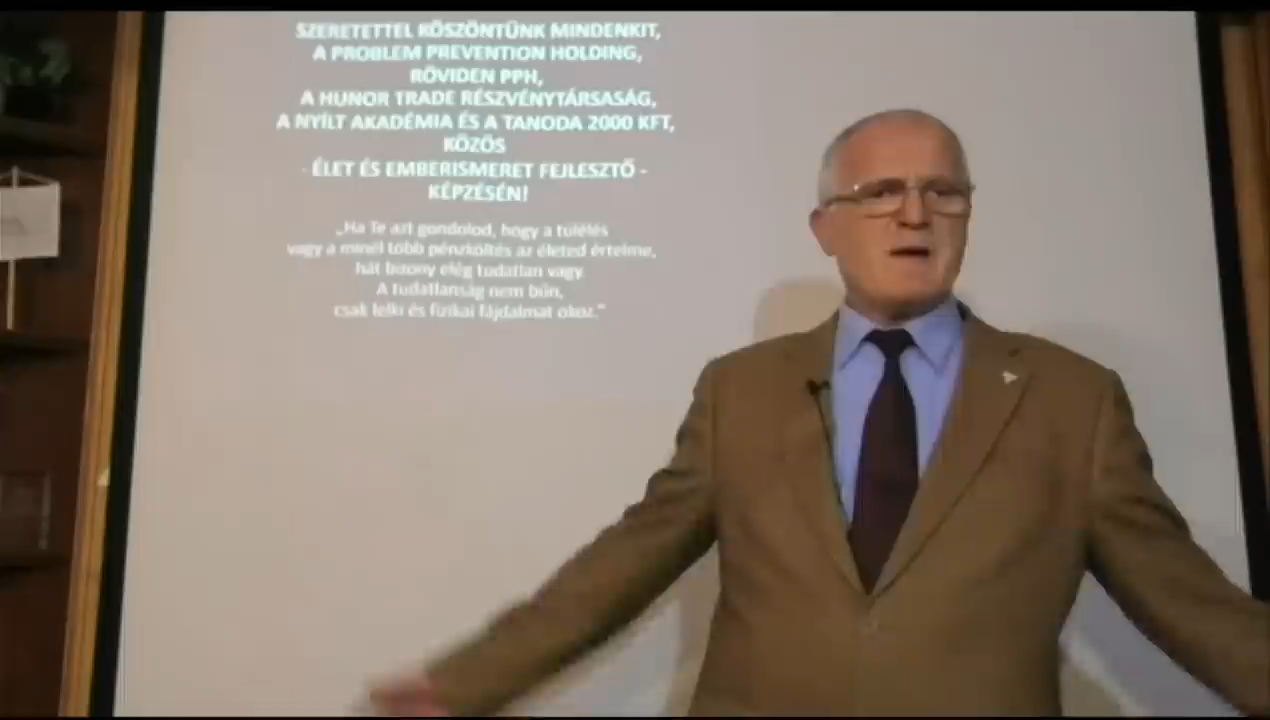 SZERETETTEL KÖSZÖNTÜNK MINDENKIT,
A PROBLEM PREVENTION HOLDING,
RÖVIDEN PPH,
A HUNOR TRADE RÉSZVÉNYTÁRSASÁG,
A NYÍLT AKADÉMIA ÉS A TANODA 2000 KFT,
KÖZÖS
- ÉLET ÉS EMBERISMERET FEJLESZTŐ -
KÉPZÉSÉN!
„Ha Te azt gondolod, hogy a túlélés
vagy a minél több pénzköltés az életed értelme,
hát bizony elég tudatlan vagy.
A tudatlanság nem bűn,
csak lelki és fizikai fájdalmat okoz."